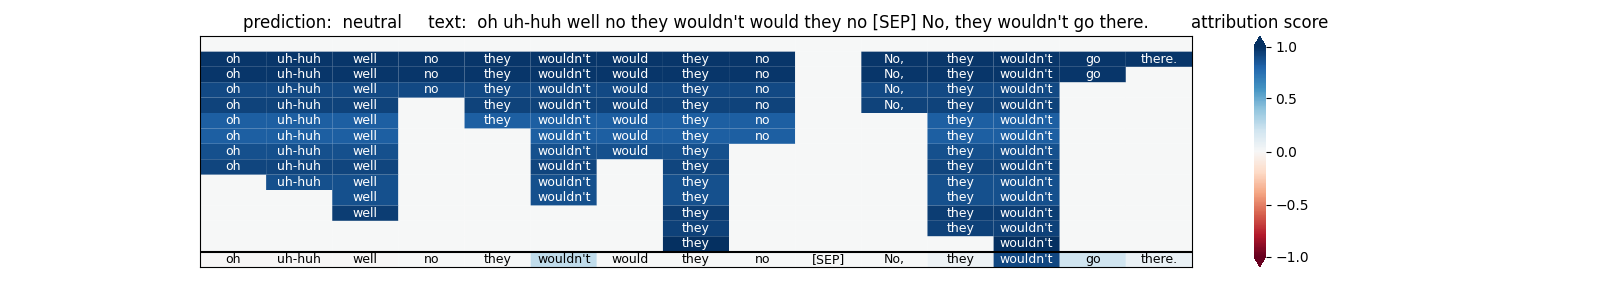 prediction: neutral text: oh uh-huh well no they wouldn't would they no [SEP] No, they wouldn't go there. attribution score
oh uh-huh well no they wouldn't would they no No, they wouldn't go there.
oh uh-huh well no they wouldn't would they no No, they wouldn't go
oh uh-huh well no they wouldn't would they no No, they wouldn't
oh uh-huh well they wouldn't would they no No, they wouldn't
oh uh-huh well they wouldn't would they no they wouldn't
oh uh-huh well wouldn't would they no they wouldn't
oh uh-huh well wouldn't would they they wouldn't
oh uh-huh well wouldn't they they wouldn't
uh-huh well wouldn't they they wouldn't
well wouldn't they they wouldn't
well they they wouldn't
they they wouldn't
they wouldn't
oh uh-huh well no they wouldn't would they no [SEP] No, they wouldn't go there.
1.0
0.5
0.0
−0.5
−1.0